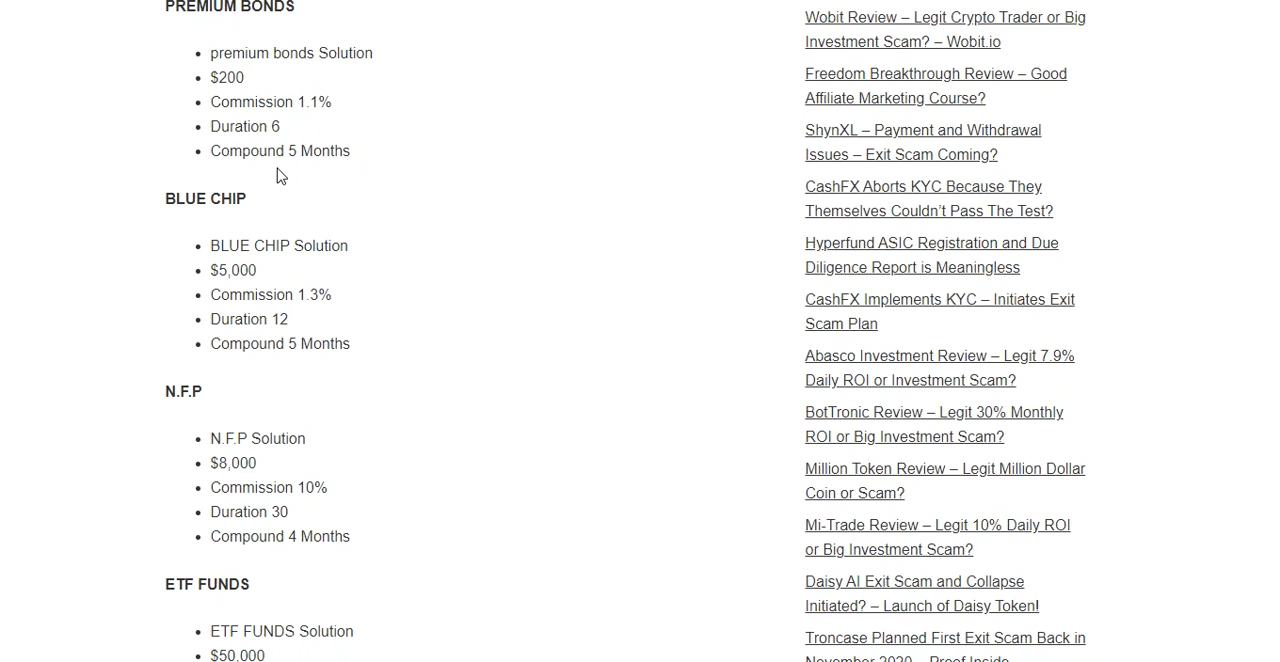 PREMIUM BONDS
premium bonds Solution
$200
Commission 1.1%
Duration 6
Compound 5 Months
BLUE CHIP
BLUE CHIP Solution
$5,000
Commission 1.3%
Duration 12
Compound 5 Months
N.F.P
N.F.P Solution
$8,000
Commission 10%
Duration 30
Compound 4 Months
ETF FUNDS
ETF FUNDS Solution
$50.000
Wobit Review – Legit Crypto Trader or Big
Investment Scam? – Wobit.io
Freedom Breakthrough Review – Good
Affiliate Marketing Course?
ShynXL – Payment and Withdrawal
Issues – Exit Scam Coming?
CashFX Aborts KYC Because They
Themselves Couldn’t Pass The Test?
Hyperfund ASIC Registration and Due
Diligence Report is Meaningless
CashFX Implements KYC – Initiates Exit
Scam Plan
Abasco Investment Review – Legit 7.9%
Daily ROI or Investment Scam?
BotTronic Review – Legit 30% Monthly
ROI or Big Investment Scam?
Million Token Review – Legit Million Dollar
Coin or Scam?
Mi-Trade Review – Legit 10% Daily ROI
or Big Investment Scam?
Daisy AI Exit Scam and Collapse
Initiated? – Launch of Daisy Token!
Troncase Planned First Exit Scam Back in
November 2020 – Proof Inside